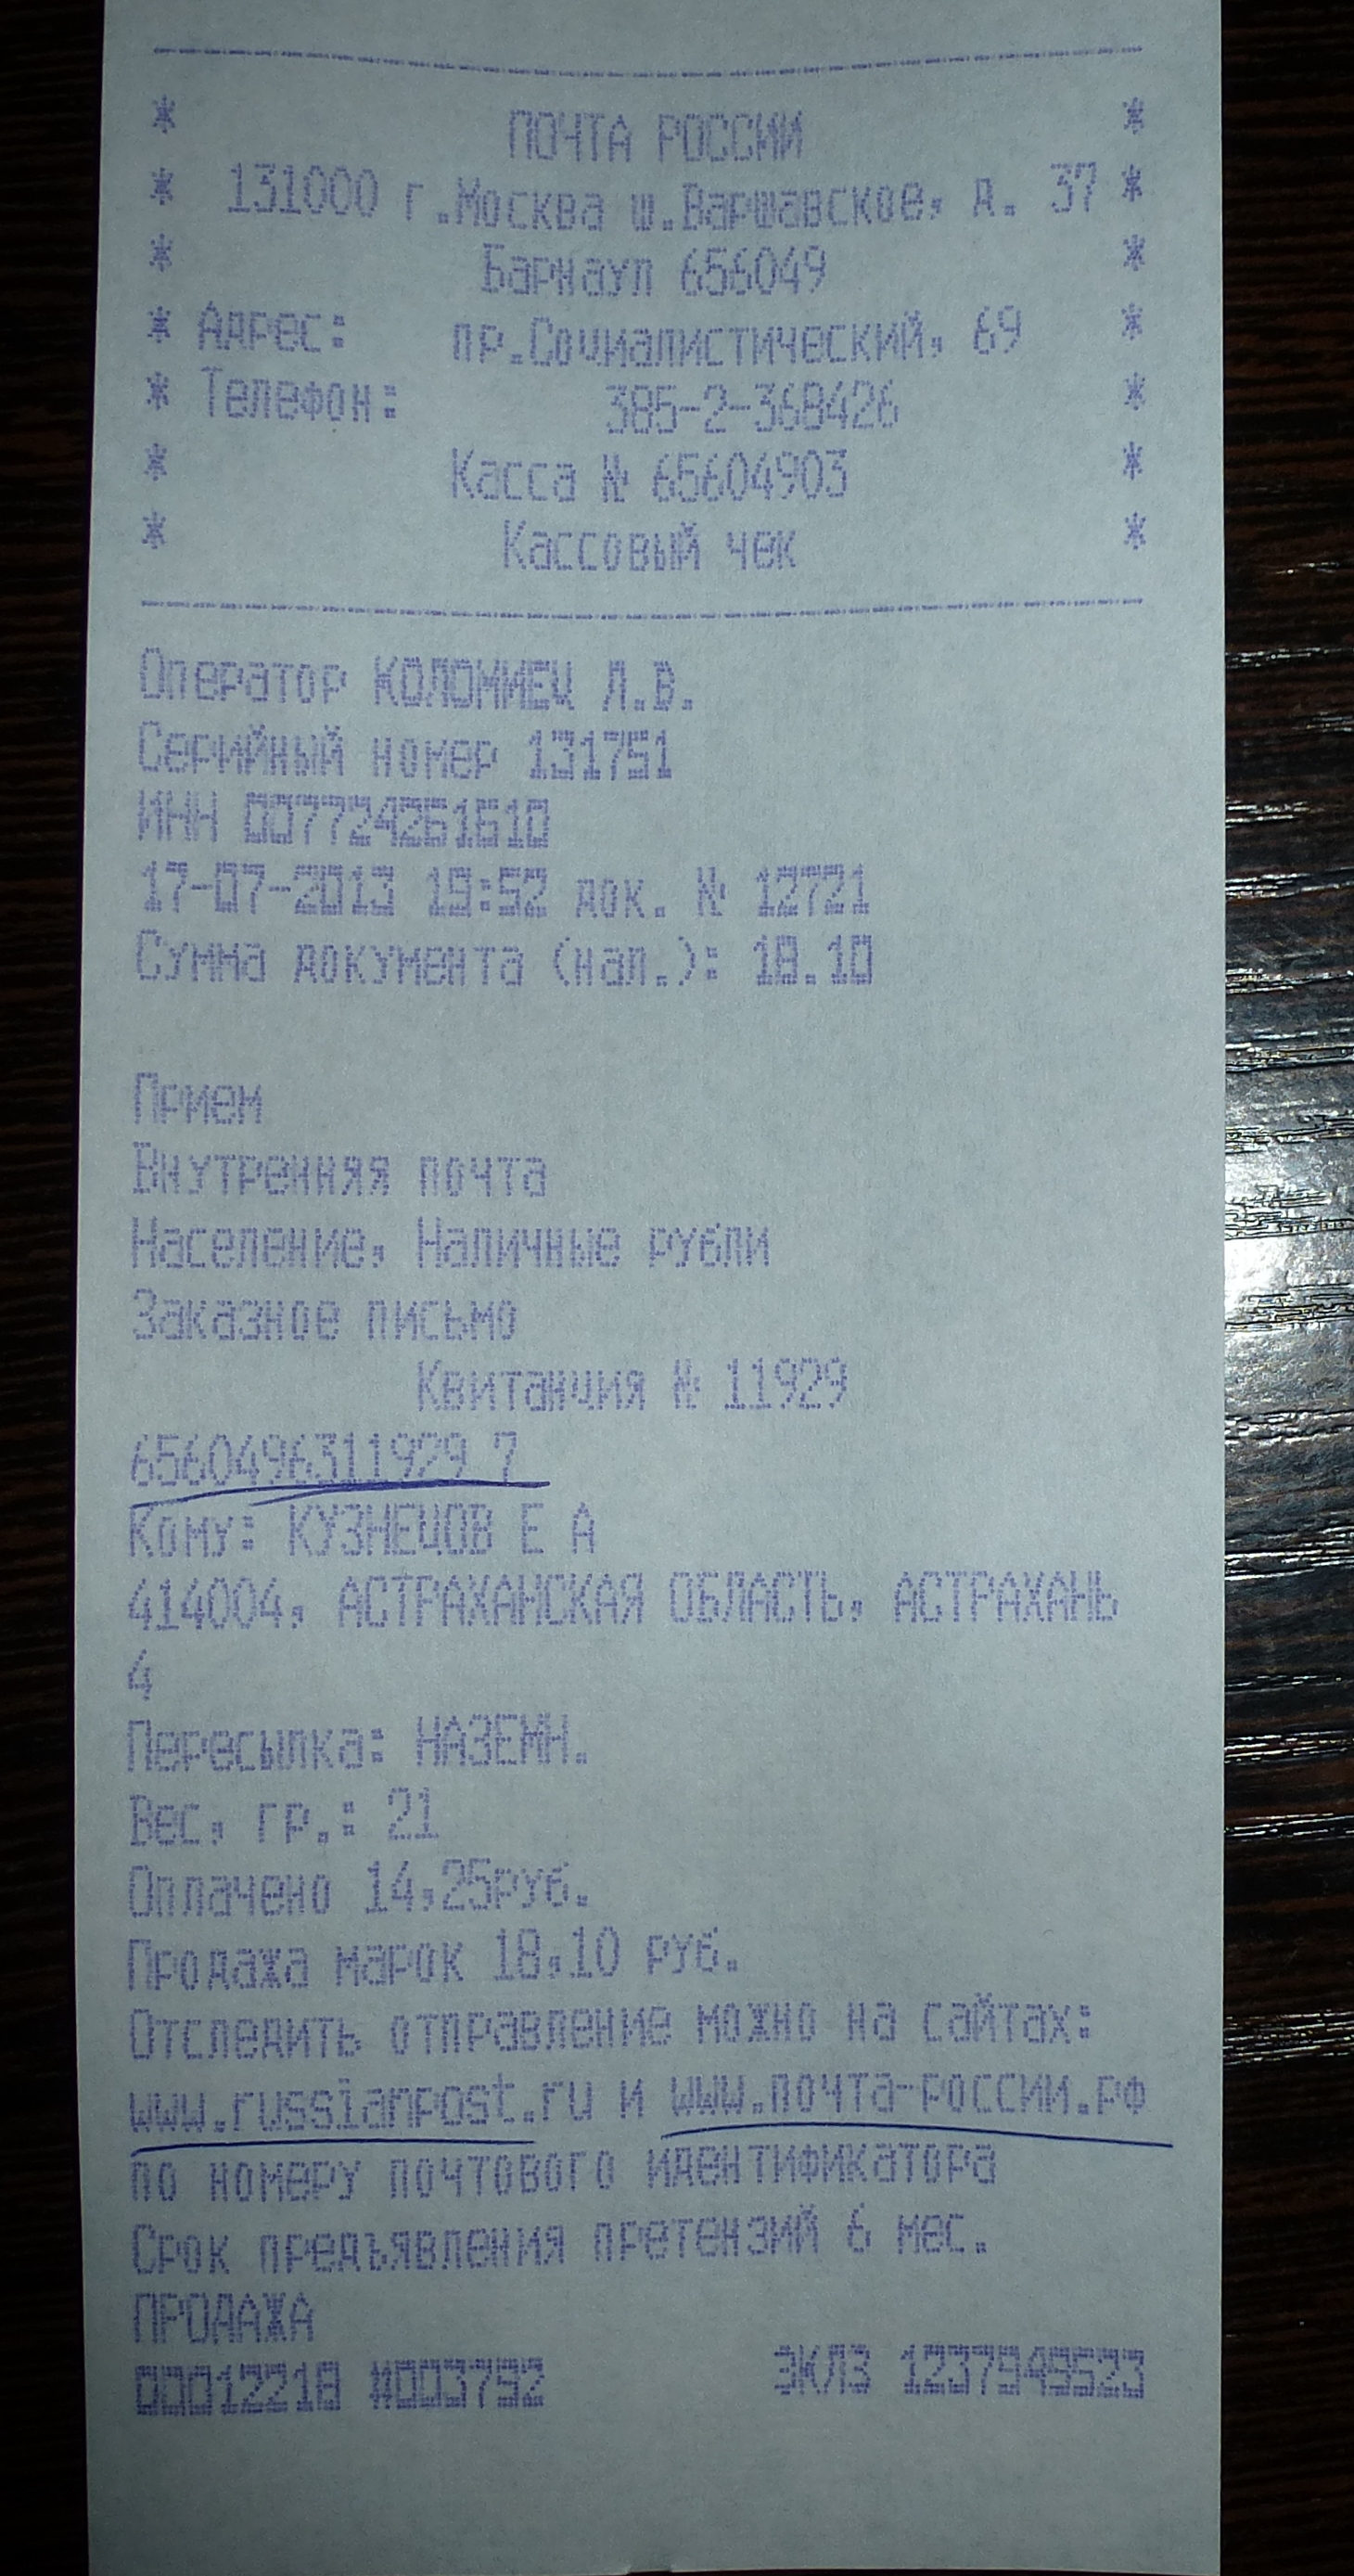 * ПОЧТА РОССИИ *
* 131000 г.Москва ш.Варшавское, д. 37 *
* Барнаул 656049 *
* Адрес: пр.Социалистический, 69 *
* Телефон: 385-2-368426 *
* Касса № 65604903 *
* Кассовый чек *
Оператор КОЛОМИЕЦ Л.В.
Серийный номер 131751
ИНН 007724261610
17-07-2013 19:52 док. № 12721
Сумма документа (нал.): 18.10
Прием
Внутренняя почта
Население, Наличные рубли
Заказное письмо
Квитанция № 11929
6560496311929 7
Кому: КУЗНЕЦОВ Е А
414004, АСТРАХАНСКАЯ ОБЛАСТЬ, АСТРАХАНЬ
4
Пересылка: НАЗЕМН.
Вес, гр.: 21
Оплачено 14,25руб.
Продажа марок 18,10 руб.
Отследить отправление можно на сайтах:
www.russianpost.ru и www.почта-россии.рф
по номеру почтового идентификатора
Срок предъявления претензий 6 мес.
ПРОДАЖА
00012218 #003792 ЭКЛЗ 1237949523